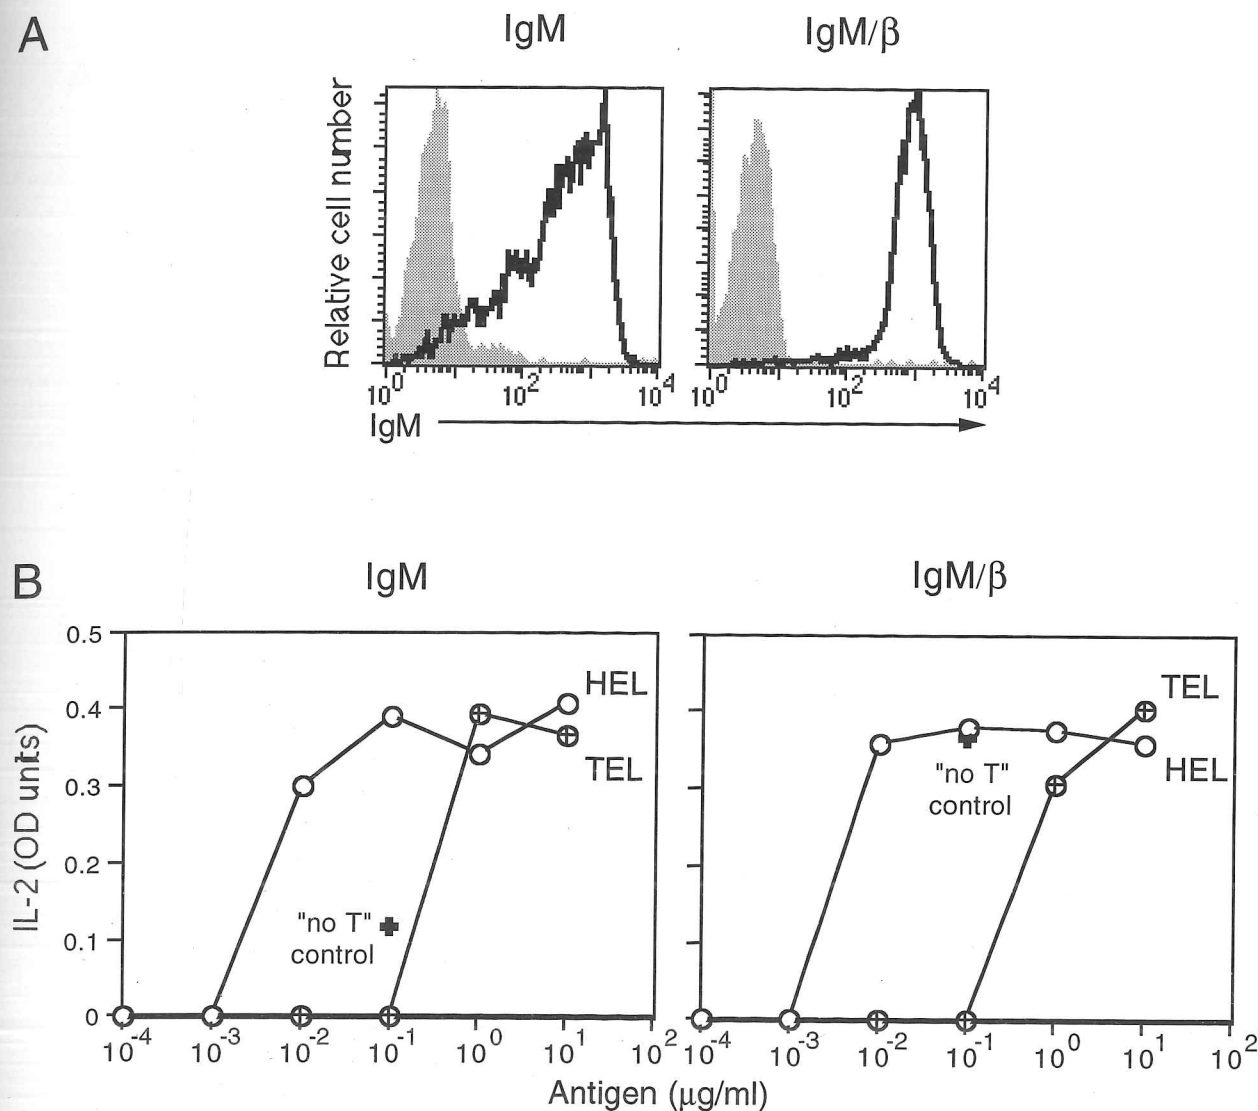 A
IgM
IgM/β
Relative cell number
10^0
10^2
10^4
10^0
10^2
10^4
IgM
B
IgM
IgM/β
IL-2 (OD units)
0.5
0.4
0.3
0.2
0.1
0
HEL
TEL
"no T"
control
TEL
HEL
"no T"
control
10^-4
10^-3
10^-2
10^-1
10^0
10^1
10^2
10^-4
10^-3
10^-2
10^-1
10^0
10^1
10^2
Antigen (μg/ml)